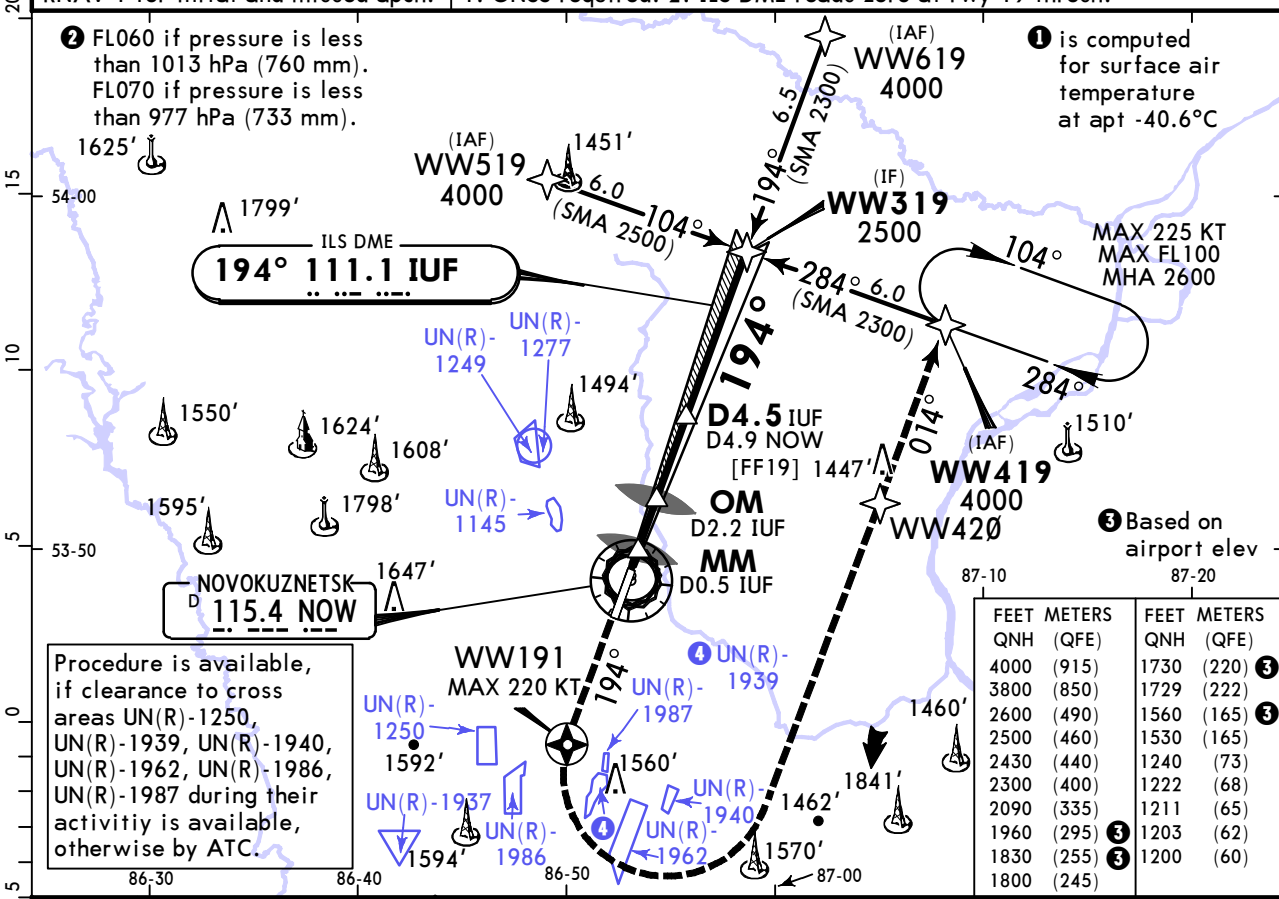 ❷ FL060 if pressure is less
than 1013 hPa (760 mm).
FL070 if pressure is less
than 977 hPa (733 mm).
❶ is computed
for surface air
temperature
at apt -40.6°C
(IAF)
WW619
4000
6.5
194°
(SMA 2300)
1625'
(IAF)
WW519
4000
1451'
6.0
104°
(SMA 2500)
(IF)
WW319
2500
20
15
10
5
0
5
54-00
1799'
ILS DME
194° 111.1 IUF
284° 6.0
(SMA 2300)
104°
MAX 225 KT
MAX FL100
MHA 2600
284°
UN(R)-
1249
UN(R)-
1277
194°
1494'
1550'
1624'
1608'
D4.5 IUF
D4.9 NOW
[FF19]
1447'
014°
(IAF)
WW419
4000
1510'
1595'
1798'
UN(R)-
1145
OM
D2.2 IUF
WW42Ø
❸ Based on
airport elev
53-50
MM
D0.5 IUF
NOVOKUZNETSK
D 115.4 NOW
1647'
87-10
87-20
Procedure is available,
if clearance to cross
areas UN(R)-1250,
UN(R)-1939, UN(R)-1940,
UN(R)-1962, UN(R)-1986,
UN(R)-1987 during their
activitiy is available,
otherwise by ATC.
WW191
MAX 220 KT
194°
❹ UN(R)-
1939
UN(R)-
1987
UN(R)-
1250
1592'
1560'
1460'
1841'
UN(R)-1937
1594'
UN(R)-
1986
❹
UN(R)-
1940
UN(R)-
1962
1462'
1570'
86-30
86-40
86-50
87-00
FEET METERS
QNH (QFE)
4000 (915)
3800 (850)
2600 (490)
2500 (460)
2430 (440)
2300 (400)
2090 (335)
1960 (295) ❸
1830 (255) ❸
1800 (245)
FEET METERS
QNH (QFE)
1730 (220) ❸
1729 (222)
1560 (165) ❸
1530 (165)
1240 (73)
1222 (68)
1211 (65)
1203 (62)
1200 (60)